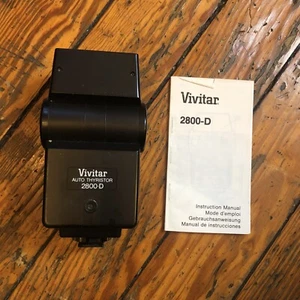 Vivitar
AUTO THYRISTOR
2800-D
Vivitar
2800-D
Instruction Manual
Mode d'emploi
Gebrauchsanweisung
Manual de instrucciones